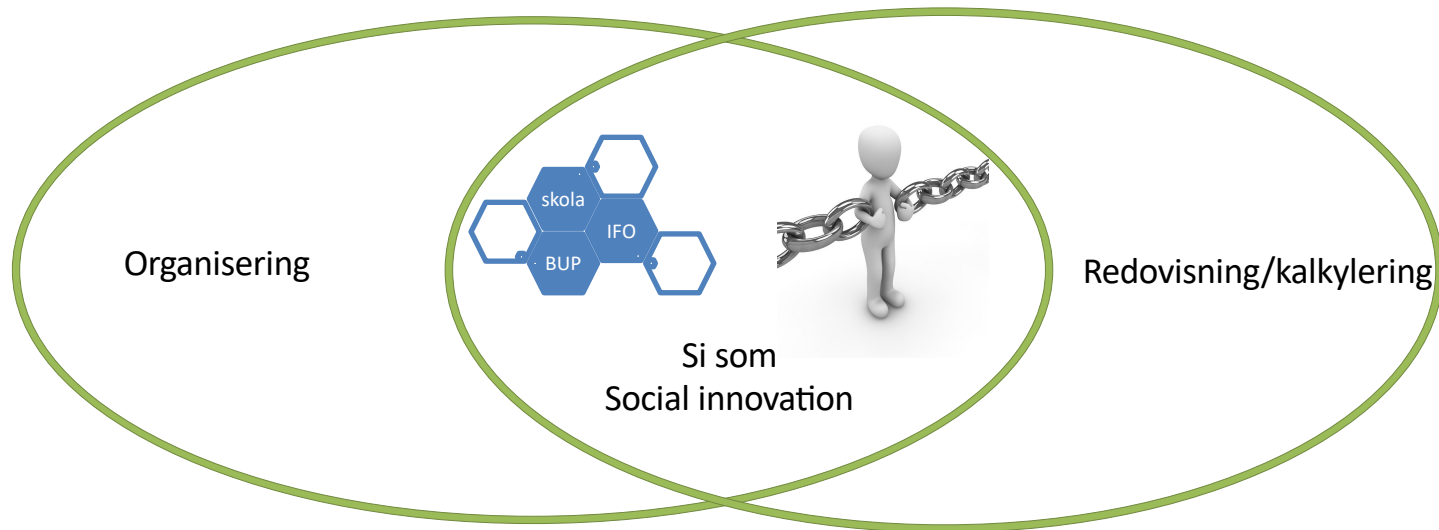 Organisering
skola
IFO
BUP
Si som
Social innovation
Redovisning/kalkylering